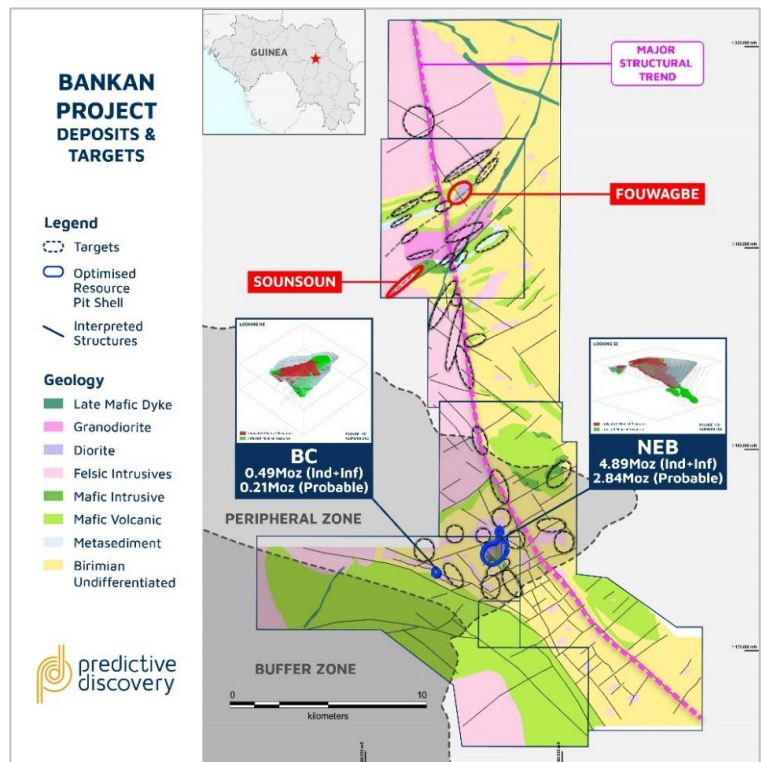 BANKAN
PROJECT
DEPOSITS &
TARGETS
Legend
Targets
Optimised
Resource
Pit Shell
Interpreted
Structures
Geology
Late Mafic Dyke
Granodiorite
Diorite
Felsic Intrusives
Mafic Intrusive
Mafic Volcanic
Metasediment
Birimian
Undifferentiated
predictive
discovery
GUINEA
MAJOR
STRUCTURAL
TREND
FOUWAGBE
SOUNSOUN
LOOKING NE
BC
0.49Moz (Ind+Inf)
0.21Moz (Probable)
LOOKING SE
NEB
4.89Moz (Ind+Inf)
2.84Moz (Probable)
PERIPHERAL ZONE
BUFFER ZONE
0 10
kilometers